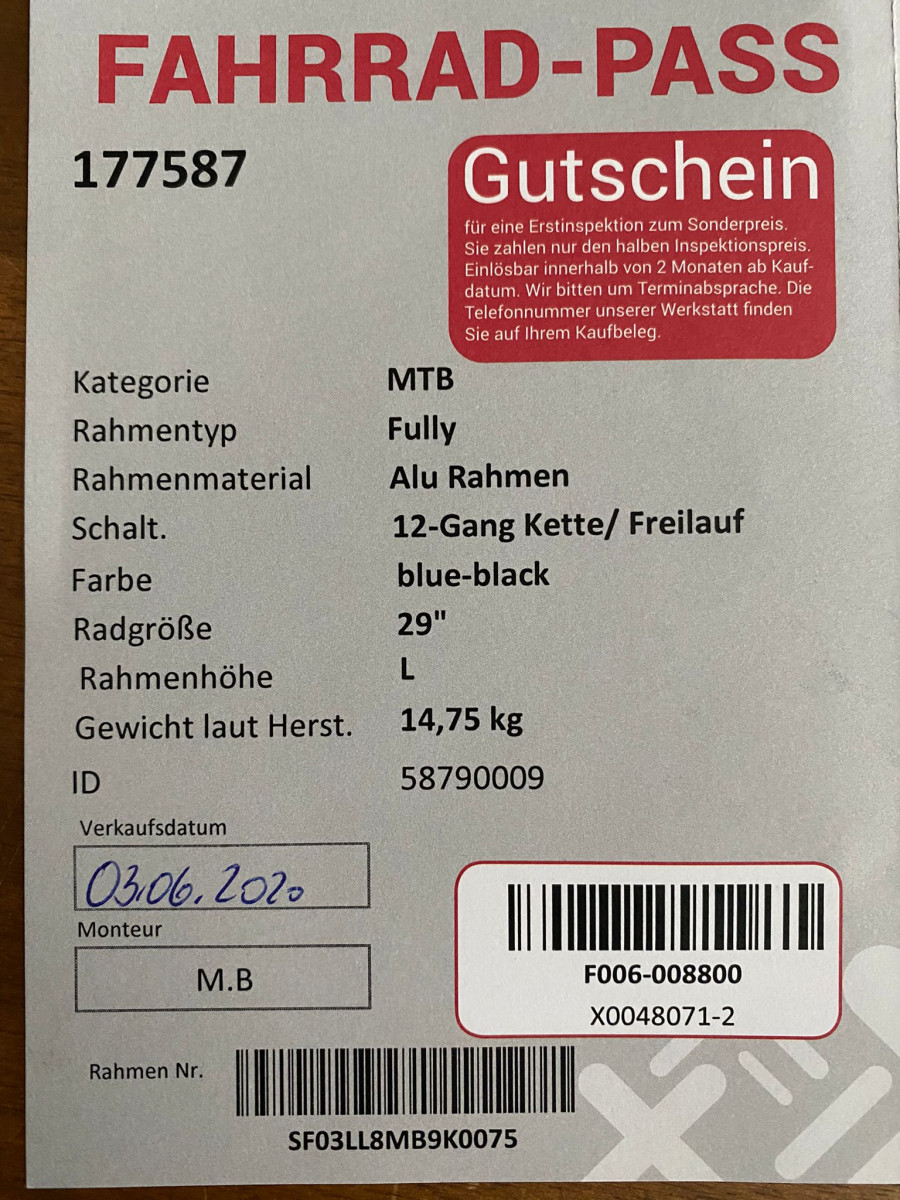 FAHRRAD-PASS
177587
Gutschein
für eine Erstinspektion zum Sonderpreis.
Sie zahlen nur den halben Inspektionspreis.
Einlösbar innerhalb von 2 Monaten ab Kauf-
datum. Wir bitten um Terminabsprache. Die
Telefonnummer unserer Werkstatt finden
Sie auf Ihrem Kaufbeleg.
Kategorie MTB
Rahmentyp Fully
Rahmenmaterial Alu Rahmen
Schalt. 12-Gang Kette/ Freilauf
Farbe blue-black
Radgröße 29"
Rahmenhöhe L
Gewicht laut Herst. 14,75 kg
ID 58790009
Verkaufsdatum
03.06.2020
Monteur
M.B
F006-008800
X0048071-2
Rahmen Nr.
SF03LL8MB9K0075